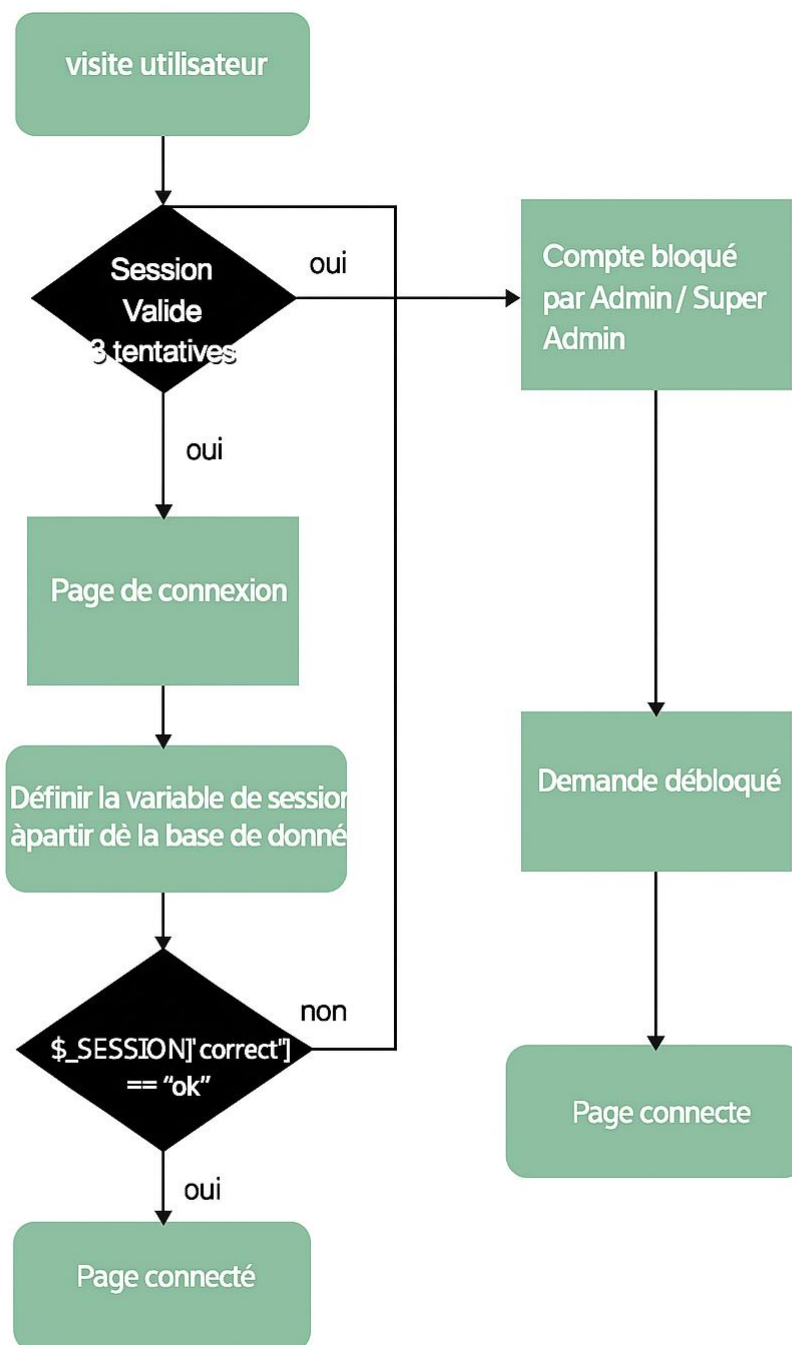 visite utilisateur
Session
Valide
3 tentatives
oui
Compte bloqué
par Admin / Super
Admin
oui
Page de connexion
Définir la variable de session
àpartir dè la base de donné
Demande débloqué
non
$_SESSION]'correct"]
== “ok”
oui
Page connecte
Page connecté